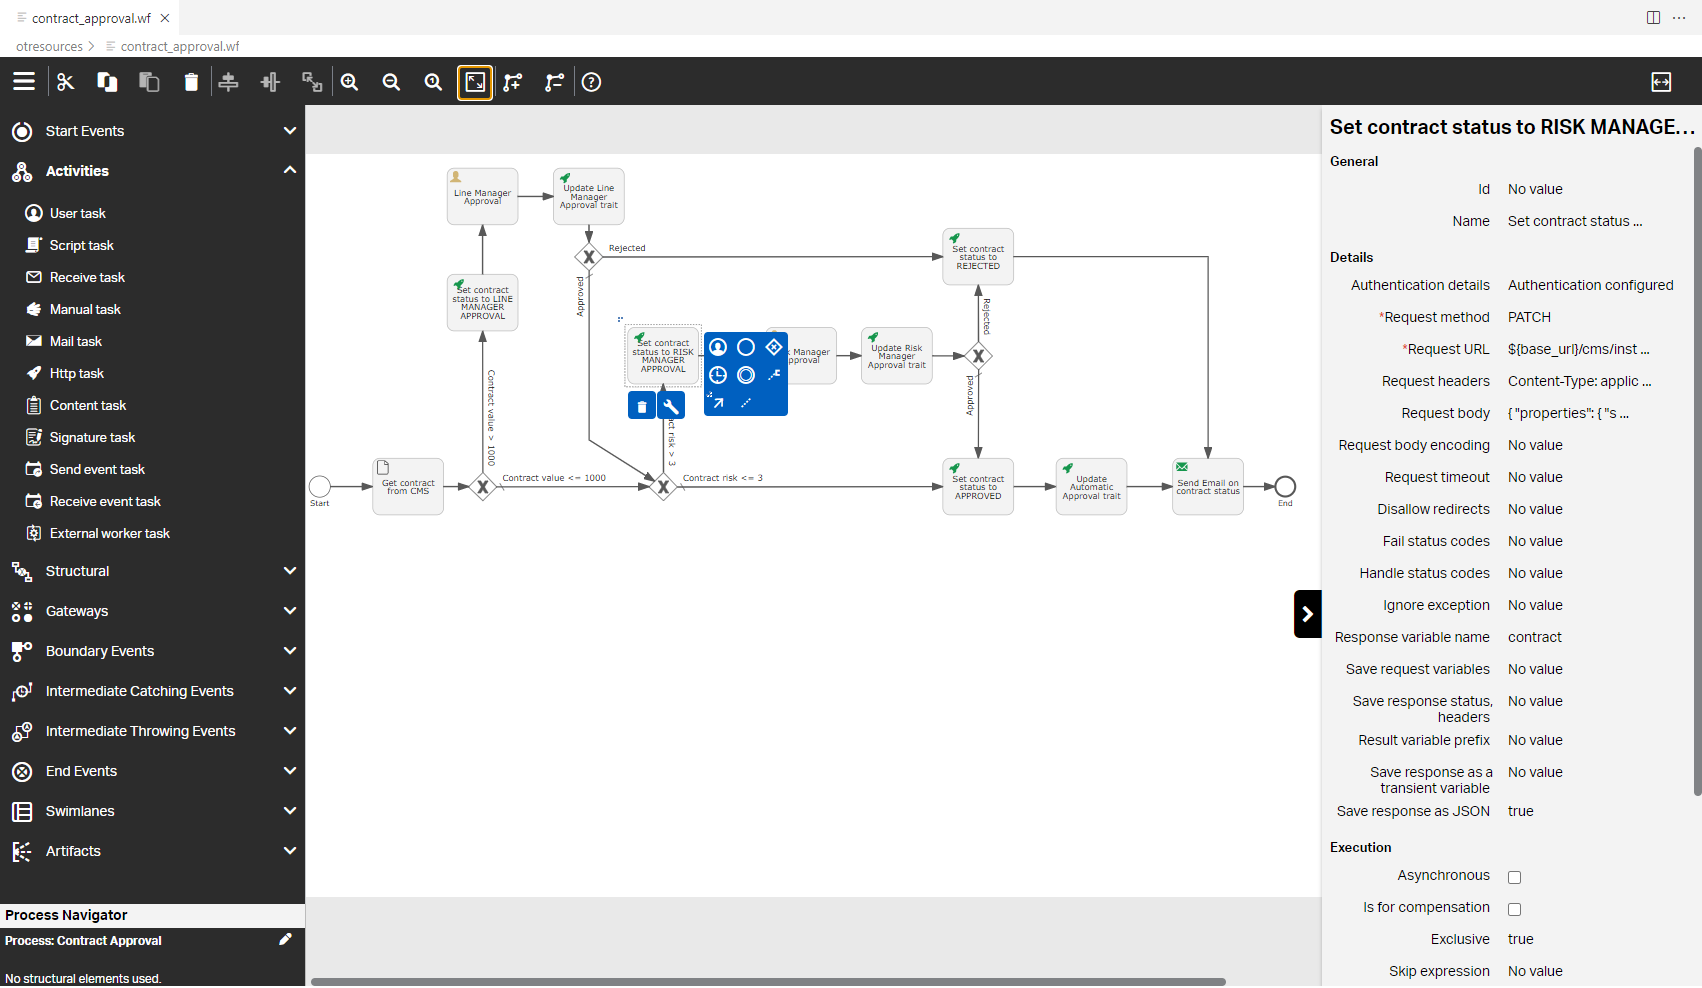 contract_approval.wf
otresources
contract_approval.wf
Start Events
Activities
User task
Script task
Receive task
Manual task
Mail task
Http task
Content task
Signature task
Send event task
Receive event task
External worker task
Structural
Gateways
Boundary Events
Intermediate Catching Events
Intermediate Throwing Events
End Events
Swimlanes
Artifacts
Process Navigator
Process: Contract Approval
No structural elements used.
Line Manager
Approval
Update Line
Manager
Approval trait
Rejected
Approved
Set contract
status to
REJECTED
Set contract
status to LINE
MANAGER
APPROVAL
Rejected
Set contract
status to RISK
MANAGER
APPROVAL
Manager
Update Risk
Manager
Approval trait
X
Approved
Contract value > 1000
risk > 3
Start
Get contract
from CMS
X
Contract value <= 1000
X
Contract risk <= 3
Set contract
status to
APPROVED
Update
Automatic
Approval trait
Send Email on
contract status
End
Set contract status to RISK MANAGE...
General
Id No value
Name Set contract status ...
Details
Authentication details Authentication configured
*Request method PATCH
*Request URL ${base_url}/cms/inst ...
Request headers Content-Type: applic ...
Request body { "properties": { "s ...
Request body encoding No value
Request timeout No value
Disallow redirects No value
Fail status codes No value
Handle status codes No value
Ignore exception No value
Response variable name contract
Save request variables No value
Save response status, No value
headers
Result variable prefix No value
Save response as a No value
transient variable
Save response as JSON true
Execution
Asynchronous
Is for compensation
Exclusive true
Skip expression No value